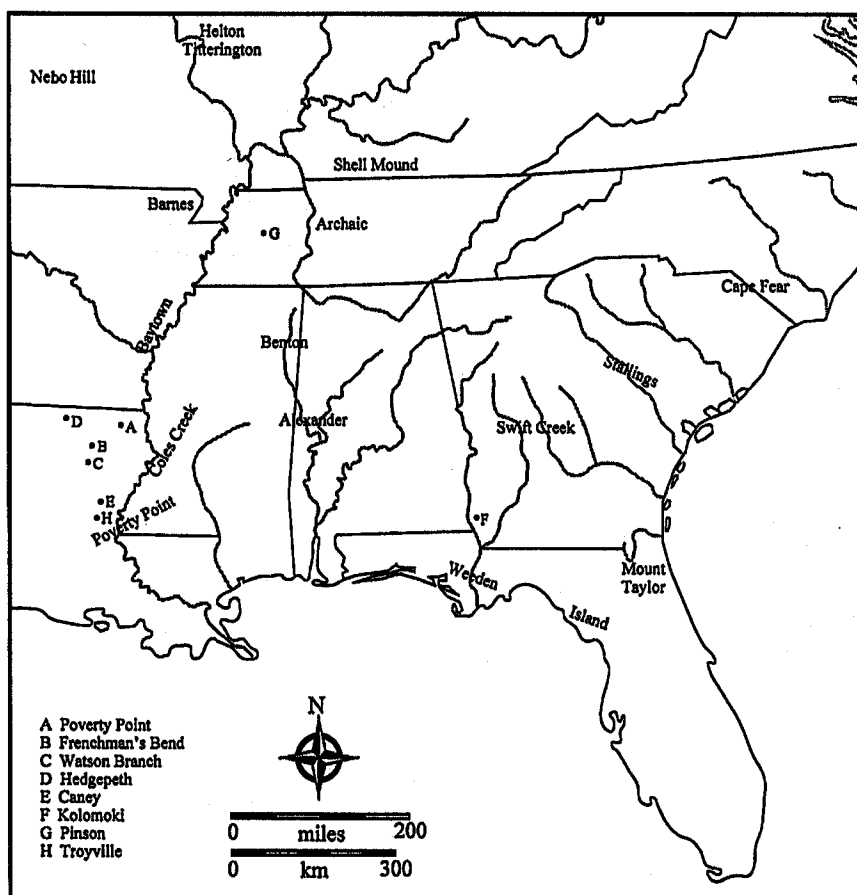 Helton
Titterington
Nebo Hill
Shell Mound
Barnes
G
Archaic
Cape Fear
Baytown
Benton
Stallings
D
A
Alexander
Swift Creek
Coles Creek
B
C
E
H
F
Poverty Point
Weeden
Mount
Taylor
Island
A Poverty Point
B Frenchman's Bend
C Watson Branch
D Hedgepeth
E Caney
F Kolomoki
G Pinson
H Troyville
N
0 miles 200
0 km 300